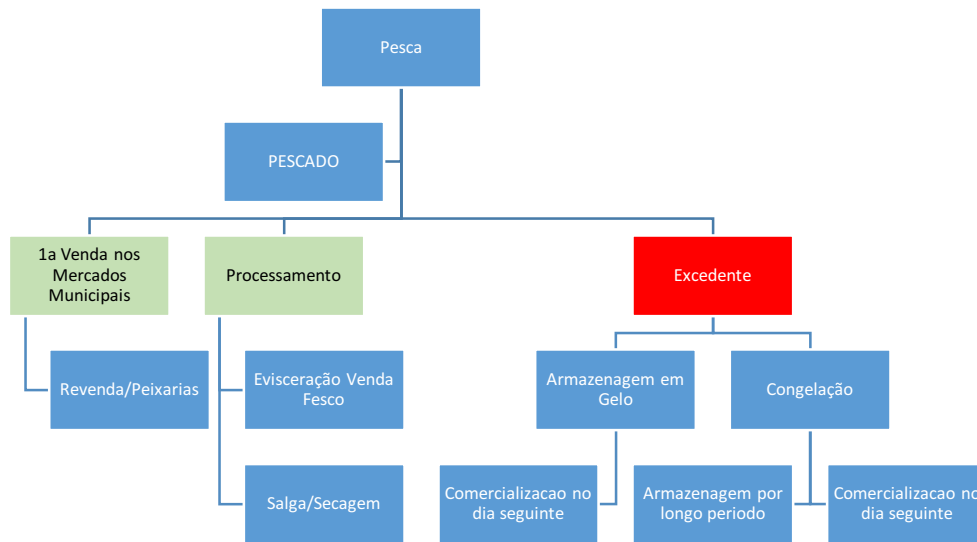 Pesca
PESCADO
1a Venda nos
Mercados
Municipais
Processamento
Excedente
Revenda/Peixarias
Evisceração Venda
Fesco
Armazenagem em
Gelo
Congelação
Salga/Secagem
Comercializacao no
dia seguinte
Armazenagem por
longo periodo
Comercializacao no
dia seguinte